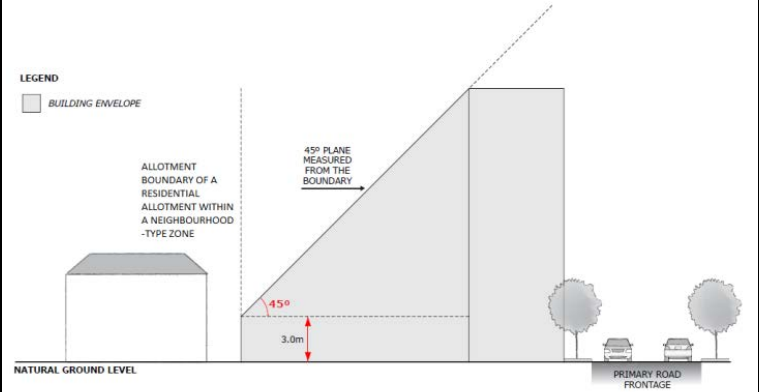 LEGEND
BUILDING ENVELOPE
ALLOTMENT
BOUNDARY OF A
RESIDENTIAL
ALLOTMENT WITHIN
A NEIGHBOURHOOD
-TYPE ZONE
45º PLANE
MEASURED
FROM THE
BOUNDARY
45º
3.0m
NATURAL GROUND LEVEL
PRIMARY ROAD
FRONTAGE